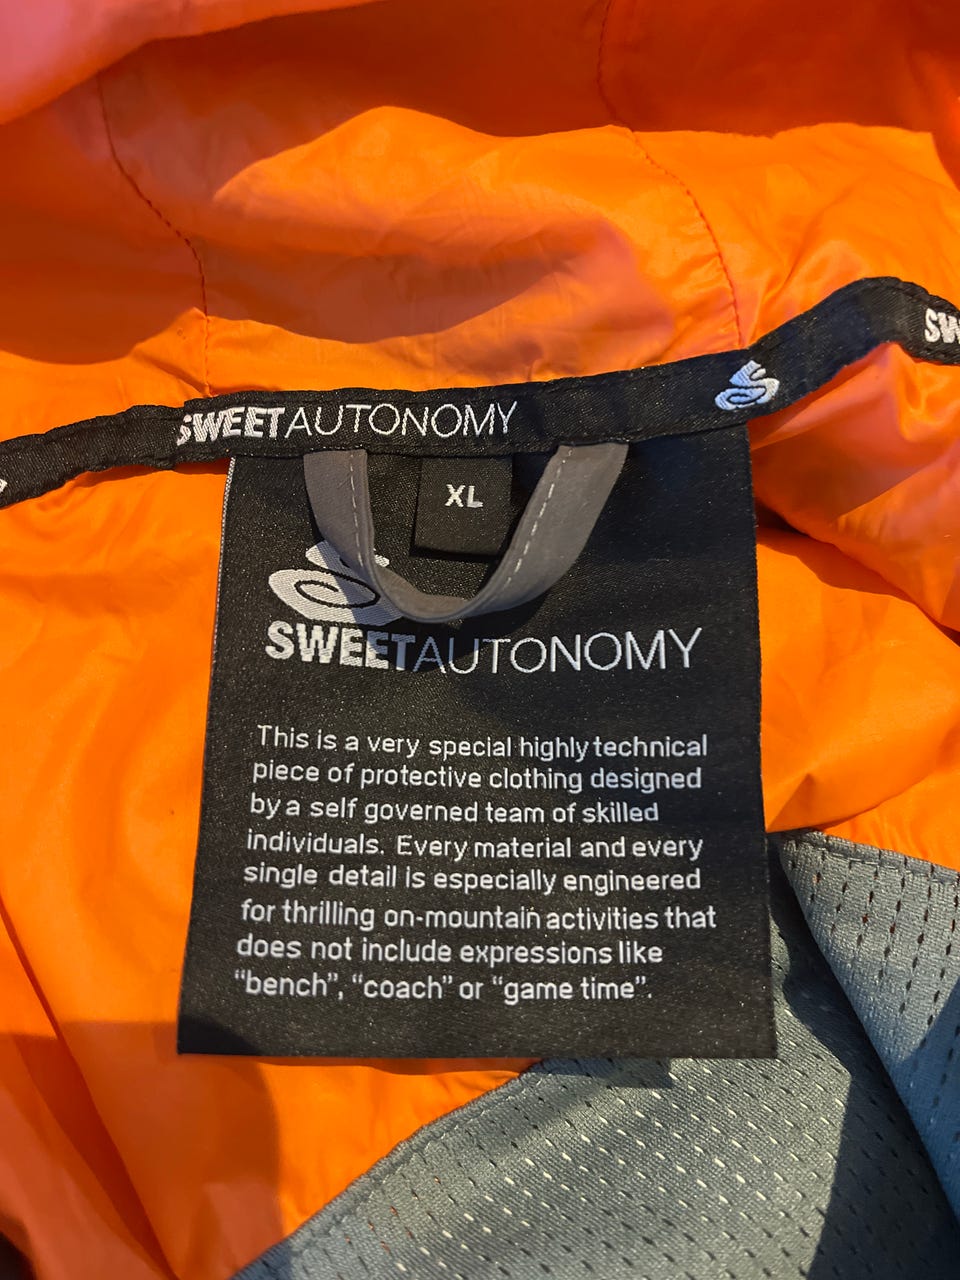 SW
SWEETAUTONOMY
XL
SWEETAUTONOMY
This is a very special highly technical
piece of protective clothing designed
by a self governed team of skilled
individuals. Every material and every
single detail is especially engineered
for thrilling on-mountain activities that
does not include expressions like
“bench”, “coach” or “game time”.